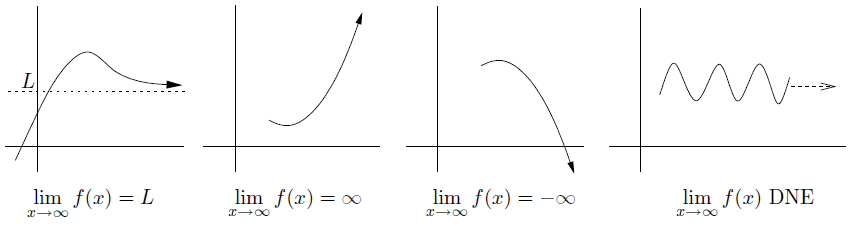 L
lim x→∞ f(x) = L
lim x→∞ f(x) = ∞
lim x→∞ f(x) = −∞
lim x→∞ f(x) DNE